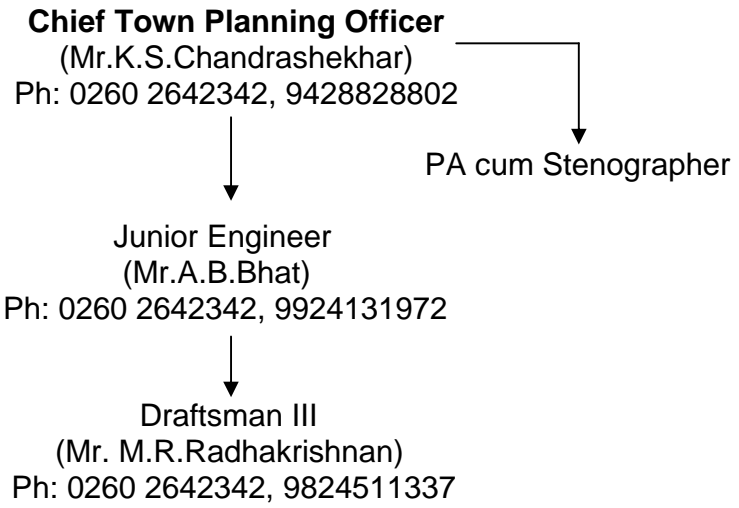 Chief Town Planning Officer
(Mr.K.S.Chandrashekhar)
Ph: 0260 2642342, 9428828802
PA cum Stenographer
Junior Engineer
(Mr.A.B.Bhat)
Ph: 0260 2642342, 9924131972
Draftsman III
(Mr. M.R.Radhakrishnan)
Ph: 0260 2642342, 9824511337